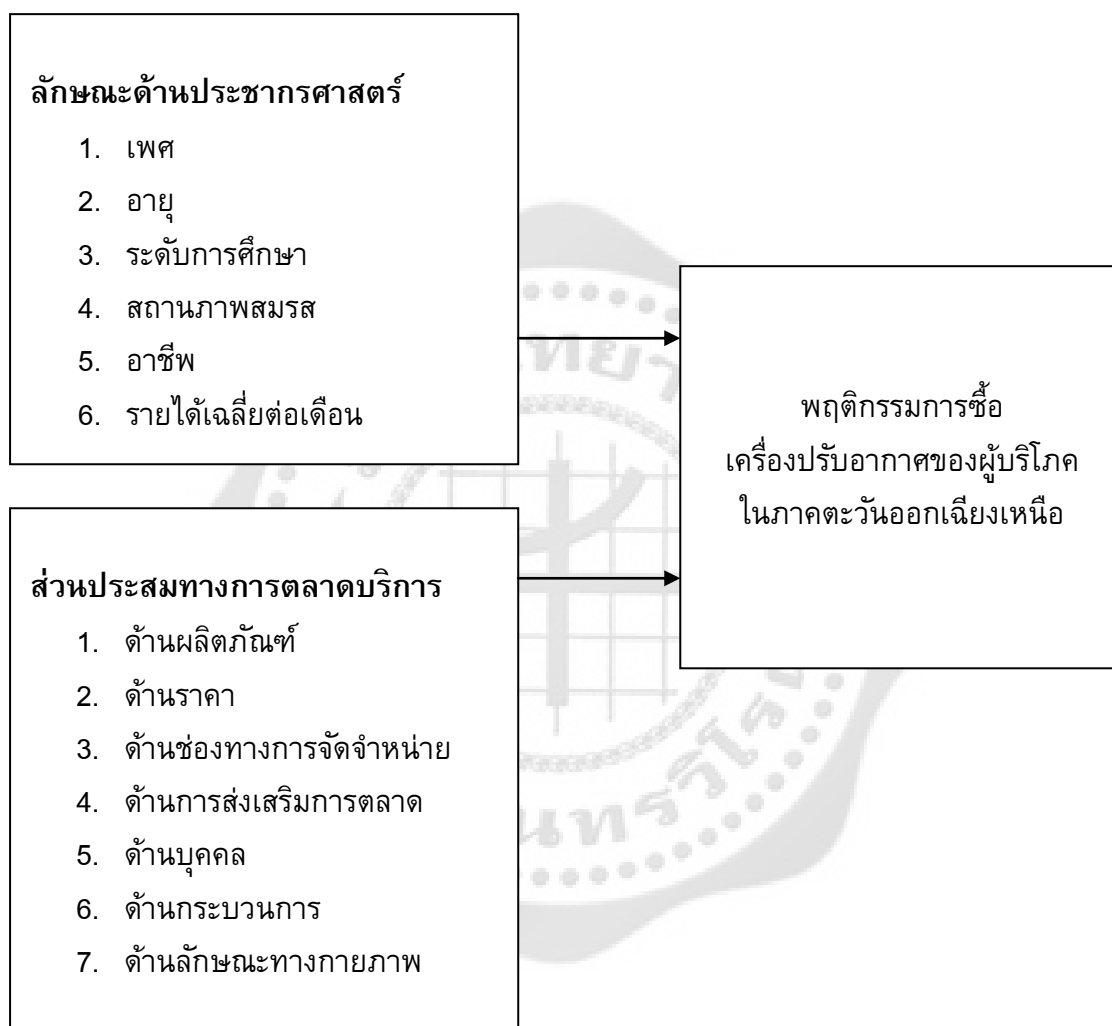 ลักษณะด้านประชากรศาสตร์
1. เพศ
2. อายุ
3. ระดับการศึกษา
4. สถานภาพสมรส
5. อาชีพ
6. รายได้เฉลี่ยต่อเดือน
พฤติกรรมการซื้อ
เครื่องปรับอากาศของผู้บริโภค
ในภาคตะวันออกเฉียงเหนือ
ส่วนประสมทางการตลาดบริการ
1. ด้านผลิตภัณฑ์
2. ด้านราคา
3. ด้านช่องทางการจัดจำหน่าย
4. ด้านการส่งเสริมการตลาด
5. ด้านบุคคล
6. ด้านกระบวนการ
7. ด้านลักษณะทางกายภาพ